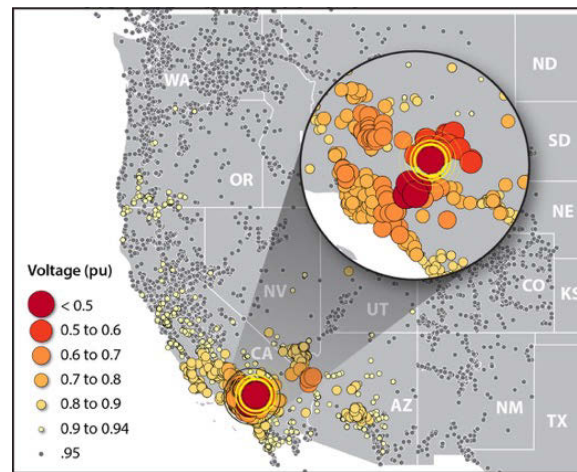 WA
ND
SD
OR
NE
NV
UT
CO
KS
CA
AZ
NM
TX
Voltage (pu)
< 0.5
0.5 to 0.6
0.6 to 0.7
0.7 to 0.8
0.8 to 0.9
0.9 to 0.94
.95